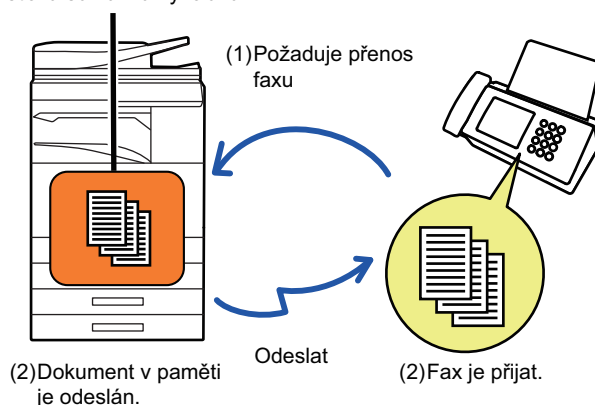 (1)Požaduje přenos
faxu
Odeslat
(2)Dokument v paměti
je odeslán.
(2)Fax je přijat.